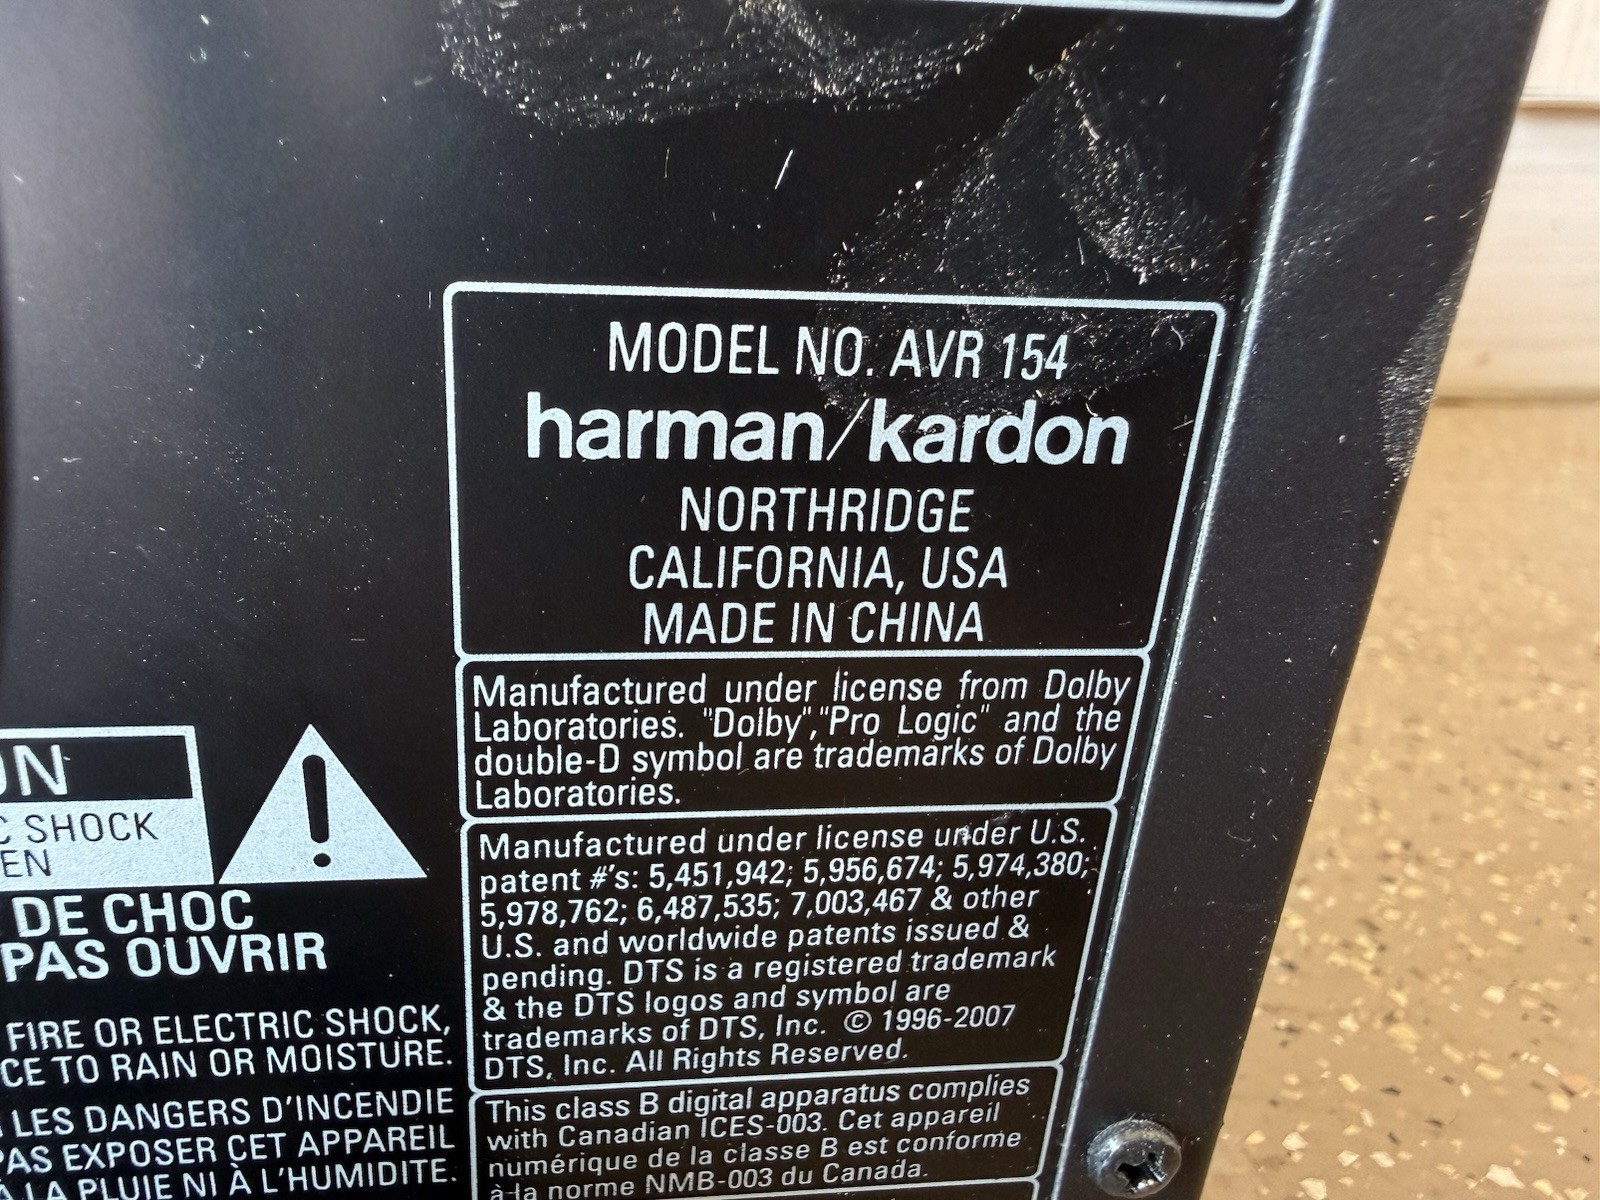 MODEL NO. AVR 154
harman/kardon
NORTHRIDGE
CALIFORNIA, USA
MADE IN CHINA
Manufactured under license from Dolby
Laboratories. "Dolby", "Pro Logic" and the
double-D symbol are trademarks of Dolby
Laboratories.
Manufactured under license under U.S.
patent #'s: 5,451,942; 5,956,674; 5,974,380;
5,978,762; 6,487,535; 7,003,467 & other
U.S. and worldwide patents issued &
pending. DTS is a registered trademark
& the DTS logos and symbol are
trademarks of DTS, Inc. © 1996-2007
DTS, Inc. All Rights Reserved.
This class B digital apparatus complies
with Canadian ICES-003. Cet appareil
numérique de la classe B est conforme
à la norme NMB-003 du Canada.
ON
C SHOCK
EN
DE CHOC
PAS OUVRIR
FIRE OR ELECTRIC SHOCK,
CE TO RAIN OR MOISTURE.
LES DANGERS D'INCENDIE
PAS EXPOSER CET APPAREIL
À LA PLUIE NI À L'HUMIDITE.